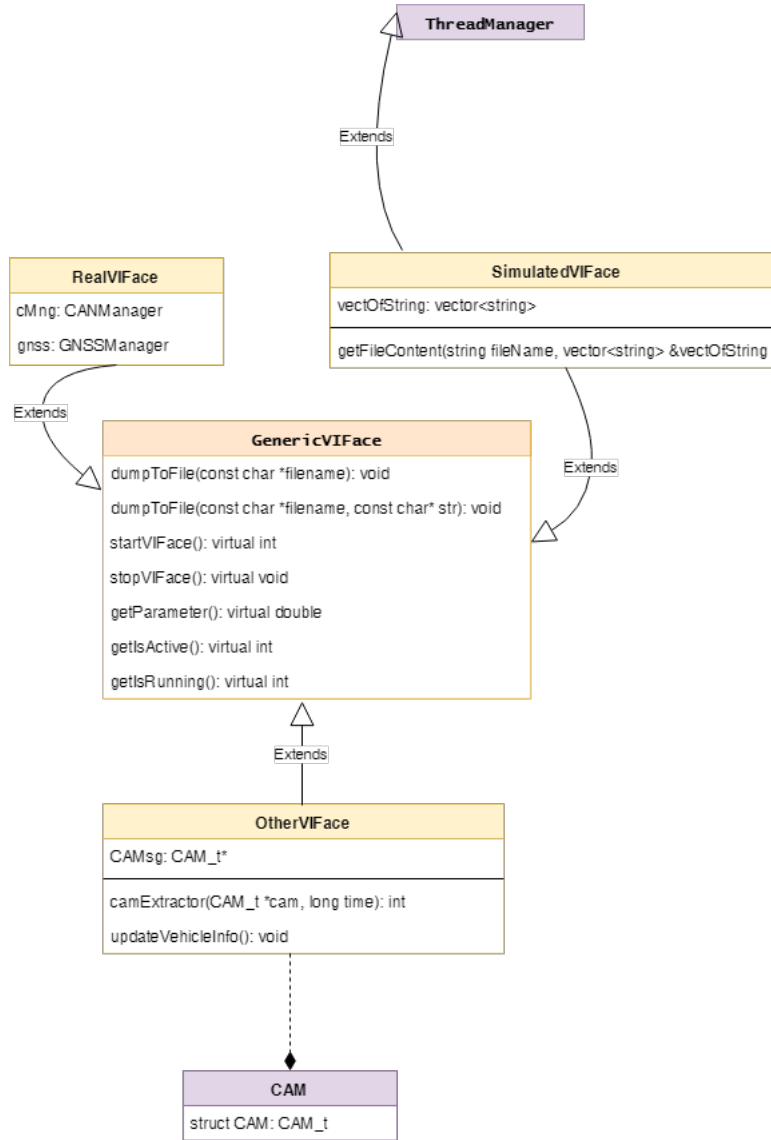 ThreadManager
Extends
RealVIFace
cMng: CANManager
gnss: GNSSManager
SimulatedVIFace
vectOfString: vector<string>
getFileContent(string fileName, vector<string> &vectOfString
Extends
Extends
GenericVIFace
dumpToFile(const char *filename): void
dumpToFile(const char *filename, const char* str): void
startVIFace(): virtual int
stopVIFace(): virtual void
getParameter(): virtual double
getIsActive(): virtual int
getIsRunning(): virtual int
Extends
OtherVIFace
CAMsg: CAM_t*
camExtractor(CAM_t *cam, long time): int
updateVehicleInfo(): void
CAM
struct CAM: CAM_t